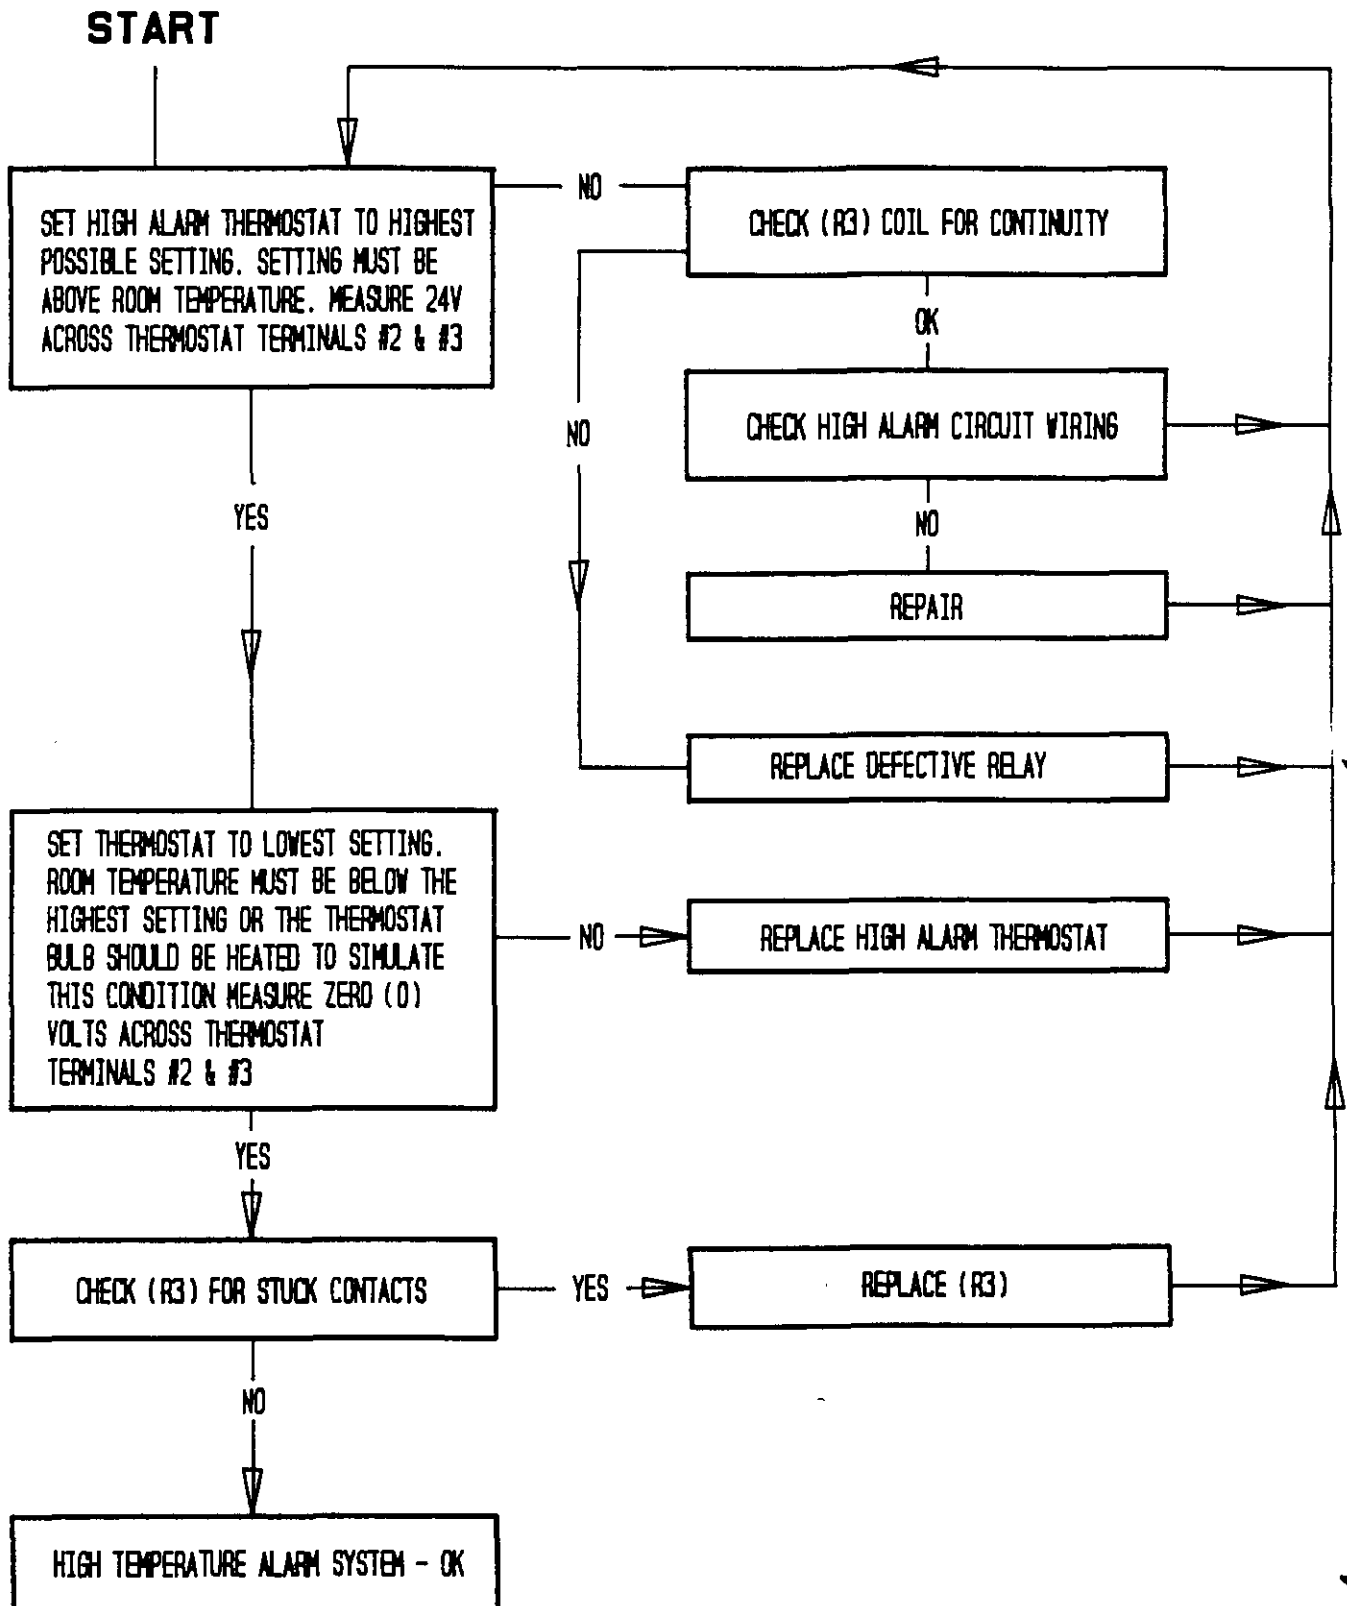 START
SET HIGH ALARM THERMOSTAT TO HIGHEST
POSSIBLE SETTING. SETTING MUST BE
ABOVE ROOM TEMPERATURE. MEASURE 24V
ACROSS THERMOSTAT TERMINALS #2 & #3
NO
CHECK (R3) COIL FOR CONTINUITY
OK
NO
CHECK HIGH ALARM CIRCUIT WIRING
YES
NO
REPAIR
REPLACE DEFECTIVE RELAY
SET THERMOSTAT TO LOWEST SETTING.
ROOM TEMPERATURE MUST BE BELOW THE
HIGHEST SETTING OR THE THERMOSTAT
BULB SHOULD BE HEATED TO SIMULATE
THIS CONDITION MEASURE ZERO (0)
VOLTS ACROSS THERMOSTAT
TERMINALS #2 & #3
NO
REPLACE HIGH ALARM THERMOSTAT
YES
CHECK (R3) FOR STUCK CONTACTS
YES
REPLACE (R3)
NO
HIGH TEMPERATURE ALARM SYSTEM - OK